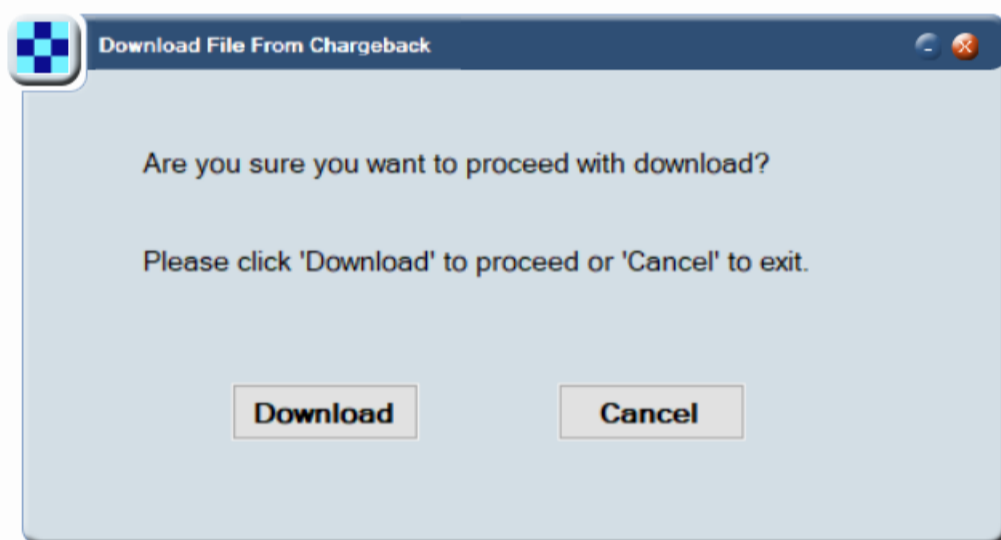 Download File From Chargeback
Are you sure you want to proceed with download?
Please click 'Download' to proceed or 'Cancel' to exit.
Download
Cancel